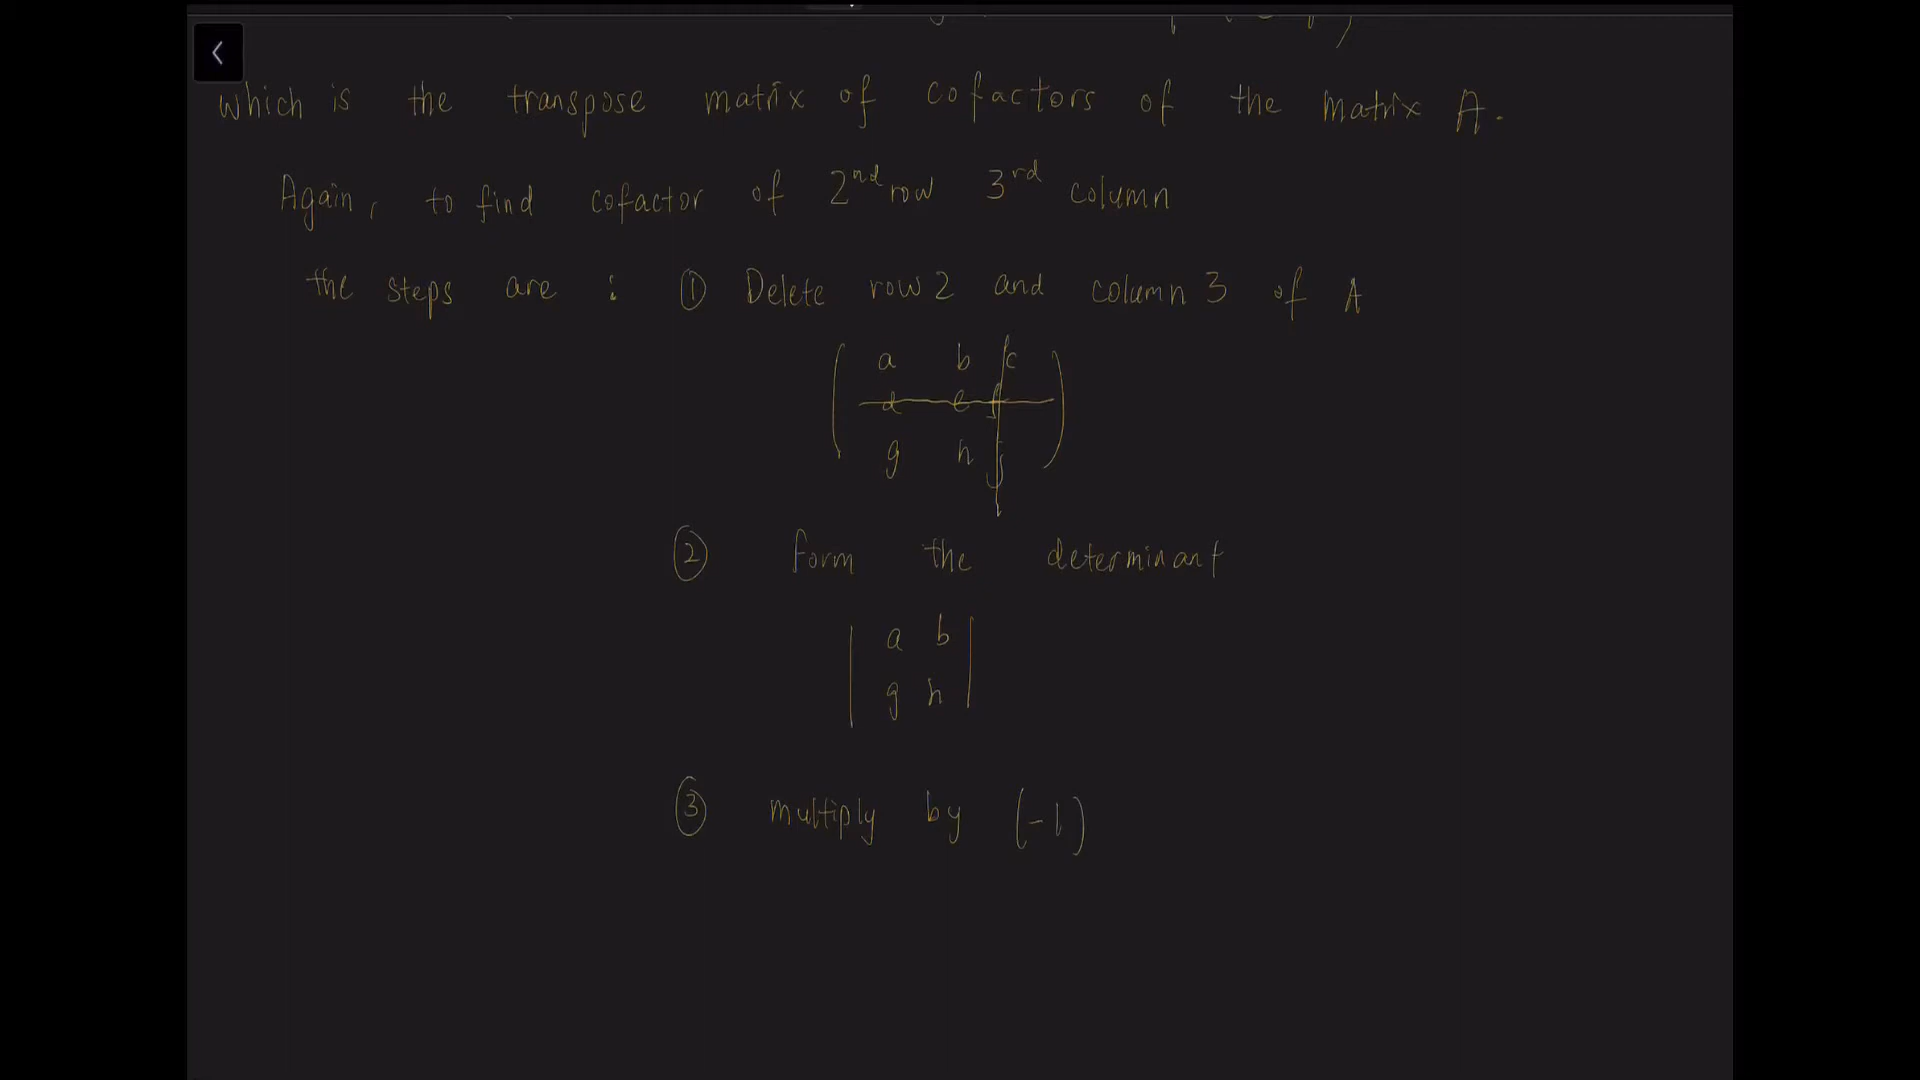 which is the transpose matrix of cofactors of the matrix A.
Again, to find cofactor of 2nd row 3rd column
the steps are : ① Delete row 2 and column 3 of A
a b c
d e f
g h j
② form the determinant
a b
g h
③ multiply by (-1)